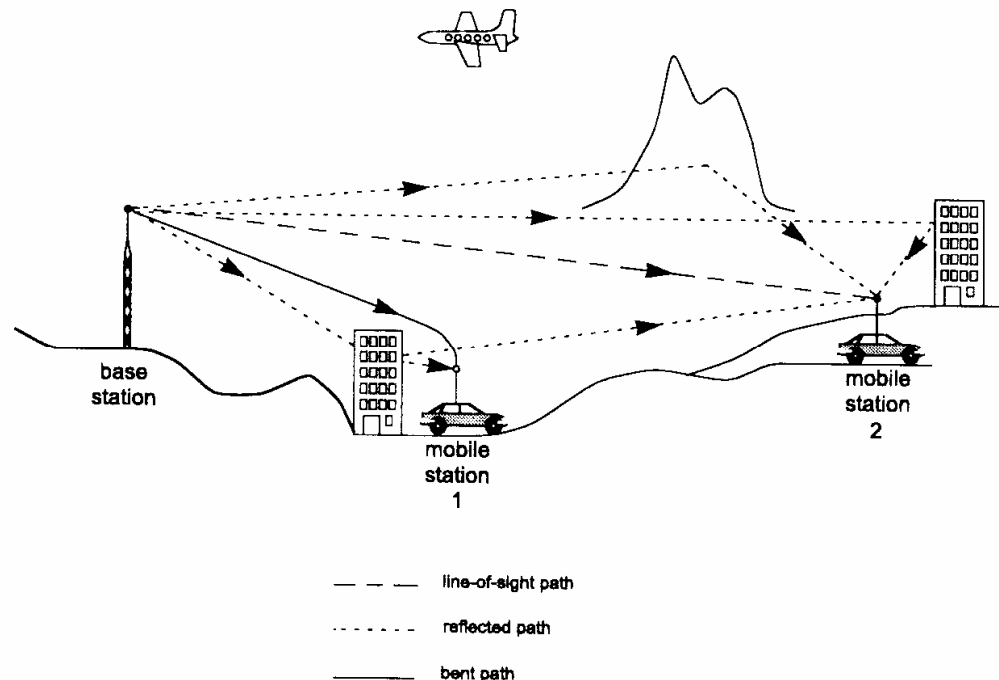 base
station
mobile
station
1
mobile
station
2
line-of-sight path
reflected path
bent path